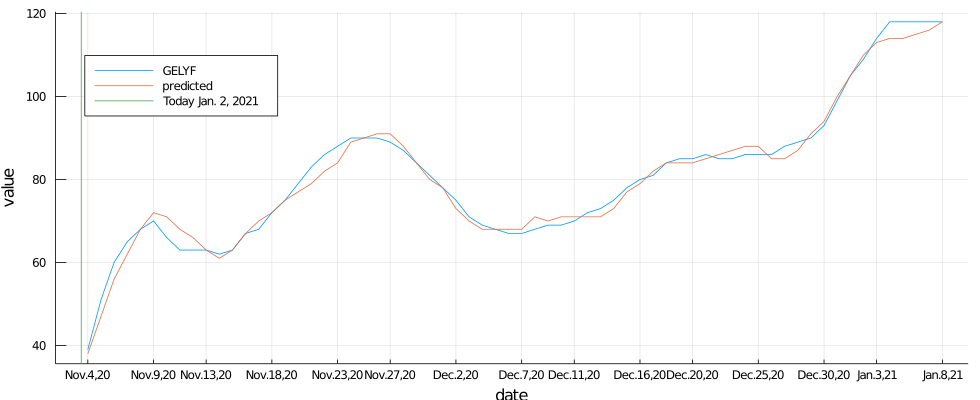 120
100
80
60
40
value
GELYF
predicted
Today Jan. 2, 2021
Nov.4,20 Nov.9,20 Nov.13,20 Nov.18,20 Nov.23,20 Nov.27,20 Dec.2,20 Dec.7,20 Dec.11,20 Dec.16,20 Dec.20,20 Dec.25,20 Dec.30,20 Jan.3,21 Jan.8,21
date